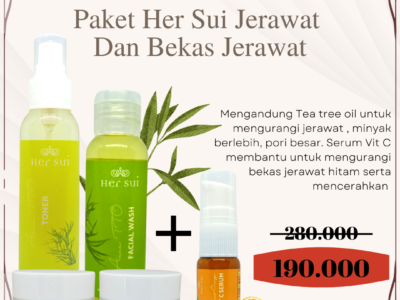 Paket Her Sui Jerawat
Dan Bekas Jerawat
Mengandung Tea tree oil untuk
mengurangi jerawat , minyak
berlebih, pori besar. Serum Vit C
membantu untuk mengurangi
bekas jerawat hitam serta
mencerahkan
Her Sui
TONER
Her Sui
FACIAL WASH
+
C SERUM
280.000
190.000